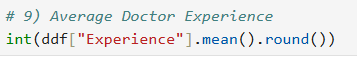 # 9) Average Doctor Experience
int(ddf["Experience"].mean().round())